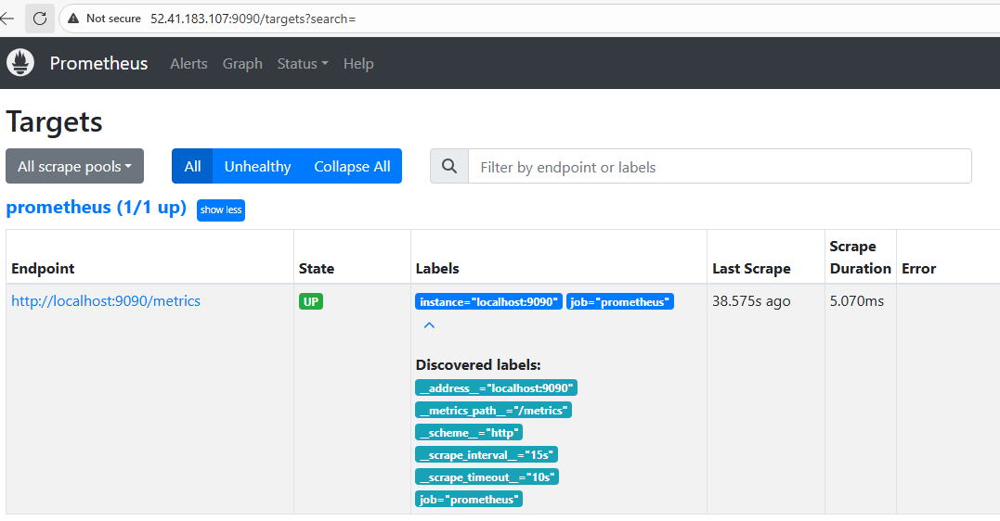 Not secure 52.41.183.107:9090/targets?search=
Prometheus Alerts Graph Status Help
Targets
All scrape pools All Unhealthy Collapse All Filter by endpoint or labels
prometheus (1/1 up) show less
Endpoint State Labels Last Scrape Scrape Duration Error
http://localhost:9090/metrics UP instance="localhost:9090" job="prometheus" 38.575s ago 5.070ms
Discovered labels:
__address__="localhost:9090"
__metrics_path__="/metrics"
__scheme__="http"
__scrape_interval__="15s"
__scrape_timeout__="10s"
job="prometheus"